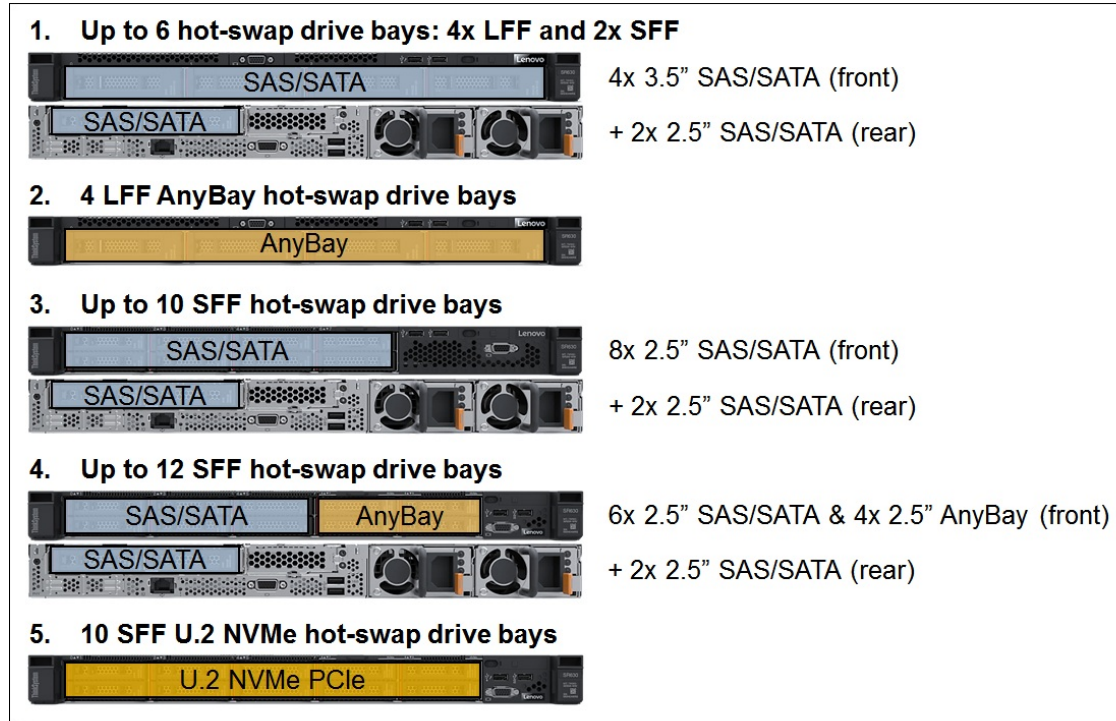 1. Up to 6 hot-swap drive bays: 4x LFF and 2x SFF
Lenovo
SAS/SATA
4x 3.5” SAS/SATA (front)
SAS/SATA
+ 2x 2.5” SAS/SATA (rear)
2. 4 LFF AnyBay hot-swap drive bays
Lenovo
AnyBay
3. Up to 10 SFF hot-swap drive bays
Lenovo
SAS/SATA
8x 2.5” SAS/SATA (front)
SAS/SATA
+ 2x 2.5” SAS/SATA (rear)
4. Up to 12 SFF hot-swap drive bays
SAS/SATA AnyBay
6x 2.5” SAS/SATA & 4x 2.5” AnyBay (front)
Lenovo
SAS/SATA
+ 2x 2.5” SAS/SATA (rear)
5. 10 SFF U.2 NVMe hot-swap drive bays
U.2 NVMe PCIe
Lenovo